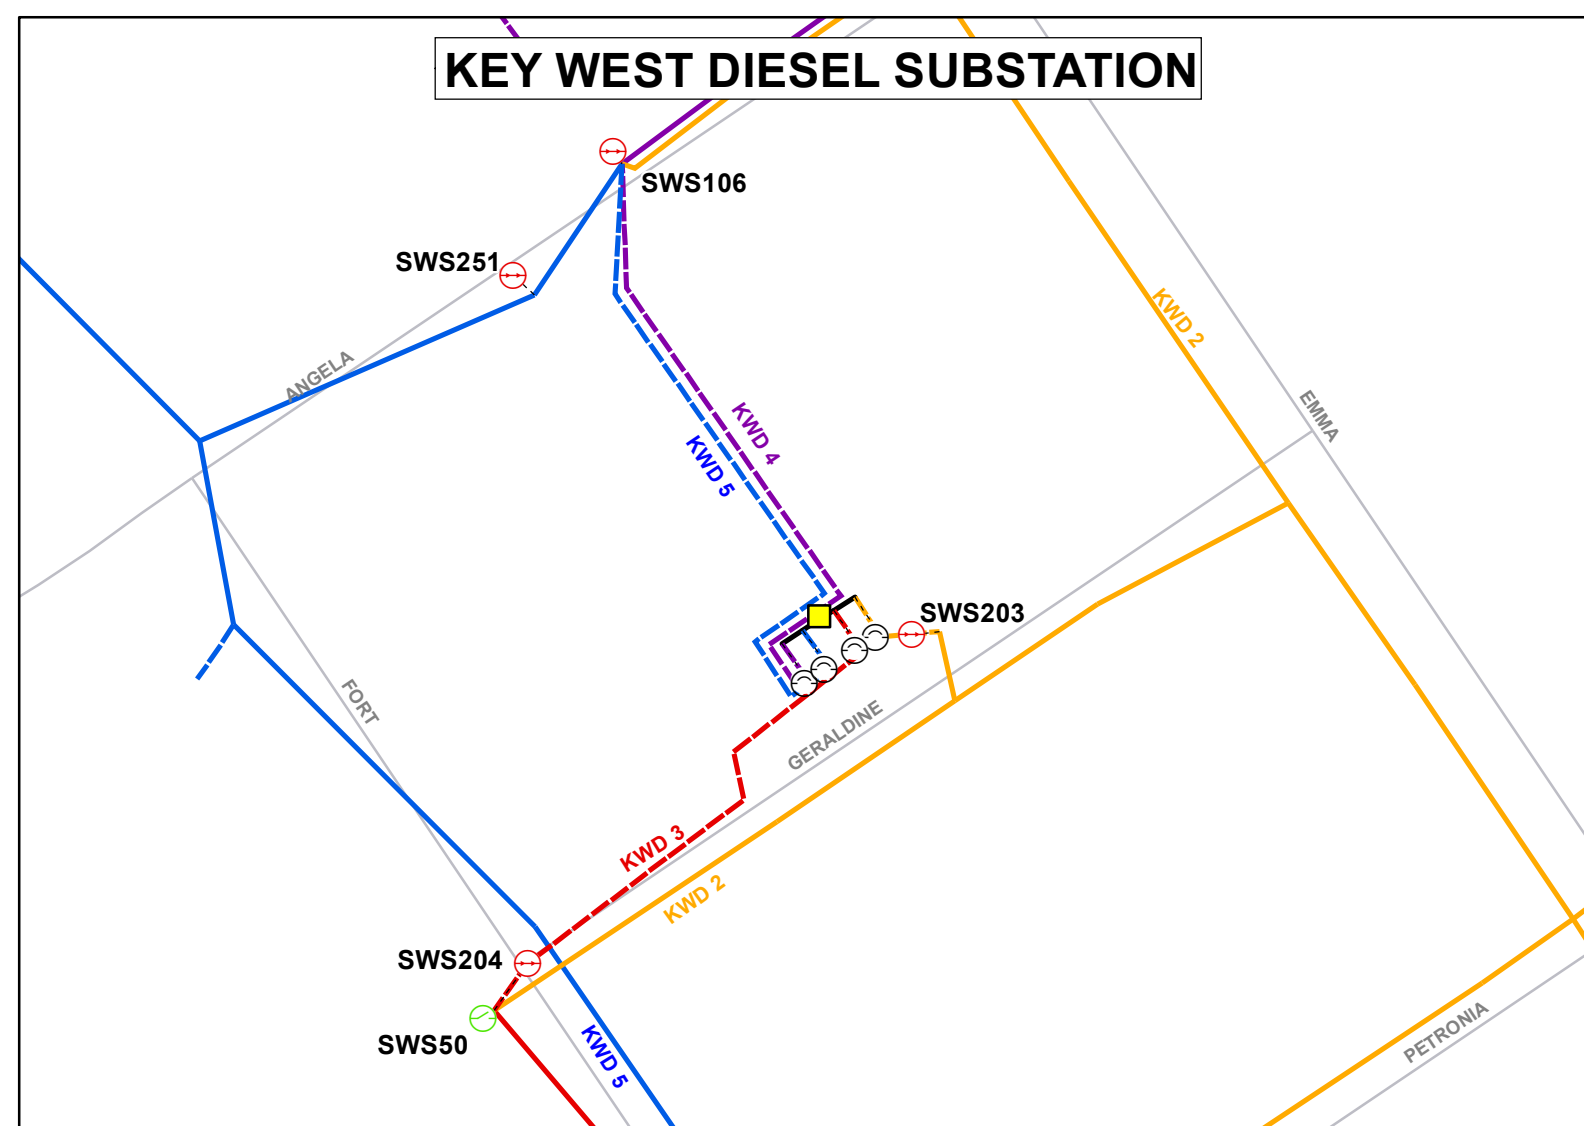 KEY WEST DIESEL SUBSTATION
SWS106
SWS251
KWD 2
ANGELA
EMMA
KWD 4
KWD 5
SWS203
FORT
GERALDINE
KWD 3
KWD 2
SWS204
SWS50
KWD 5
PETRONIA